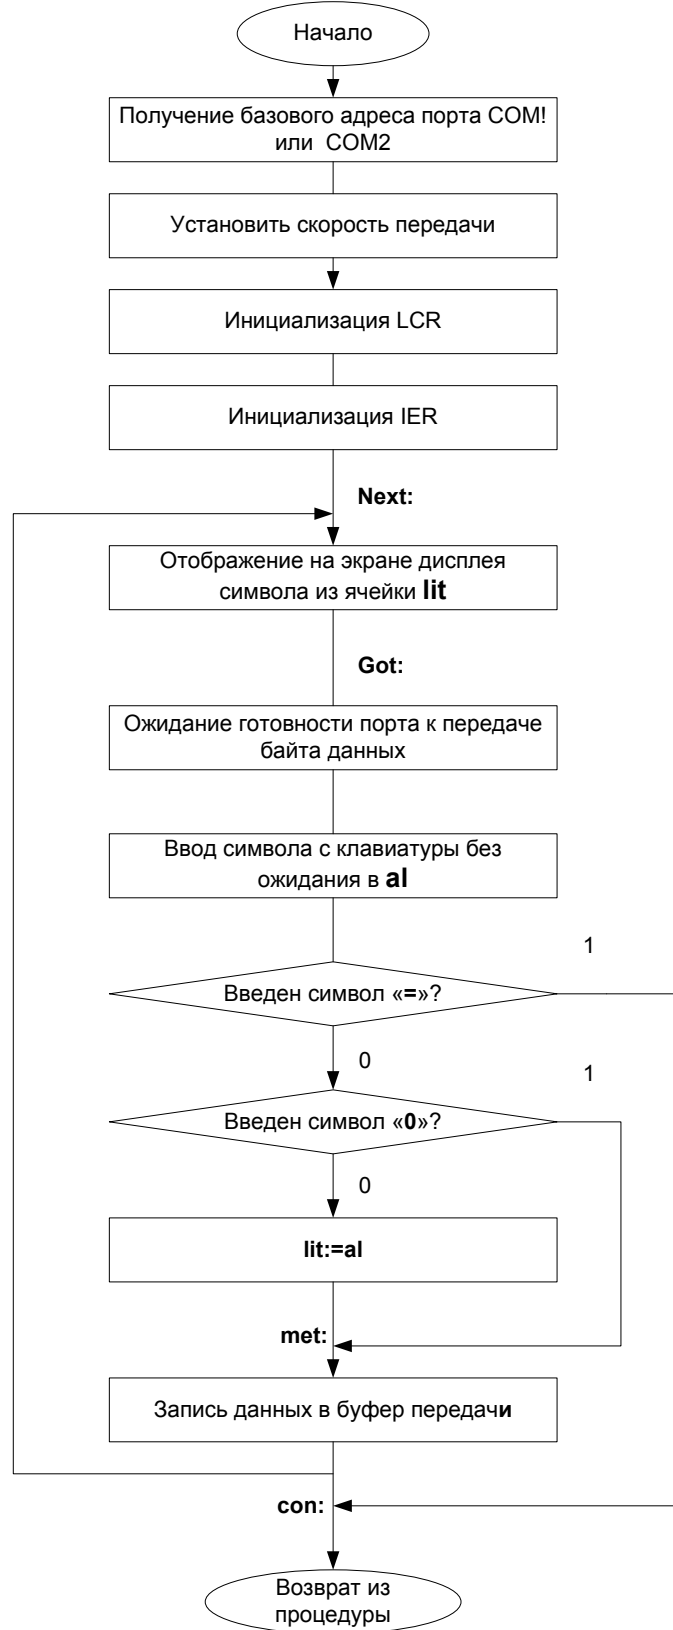 Начало
Получение базового адреса порта COM!
или COM2
Установить скорость передачи
Инициализация LCR
Инициализация IER
Next:
Отображение на экране дисплея
символа из ячейки lit
Got:
Ожидание готовности порта к передаче
байта данных
Ввод символа с клавиатуры без
ожидания в al
1
Введен символ «=»?
0
1
Введен символ «0»?
0
lit:=al
met:
Запись данных в буфер передачи
con:
Возврат из
процедуры